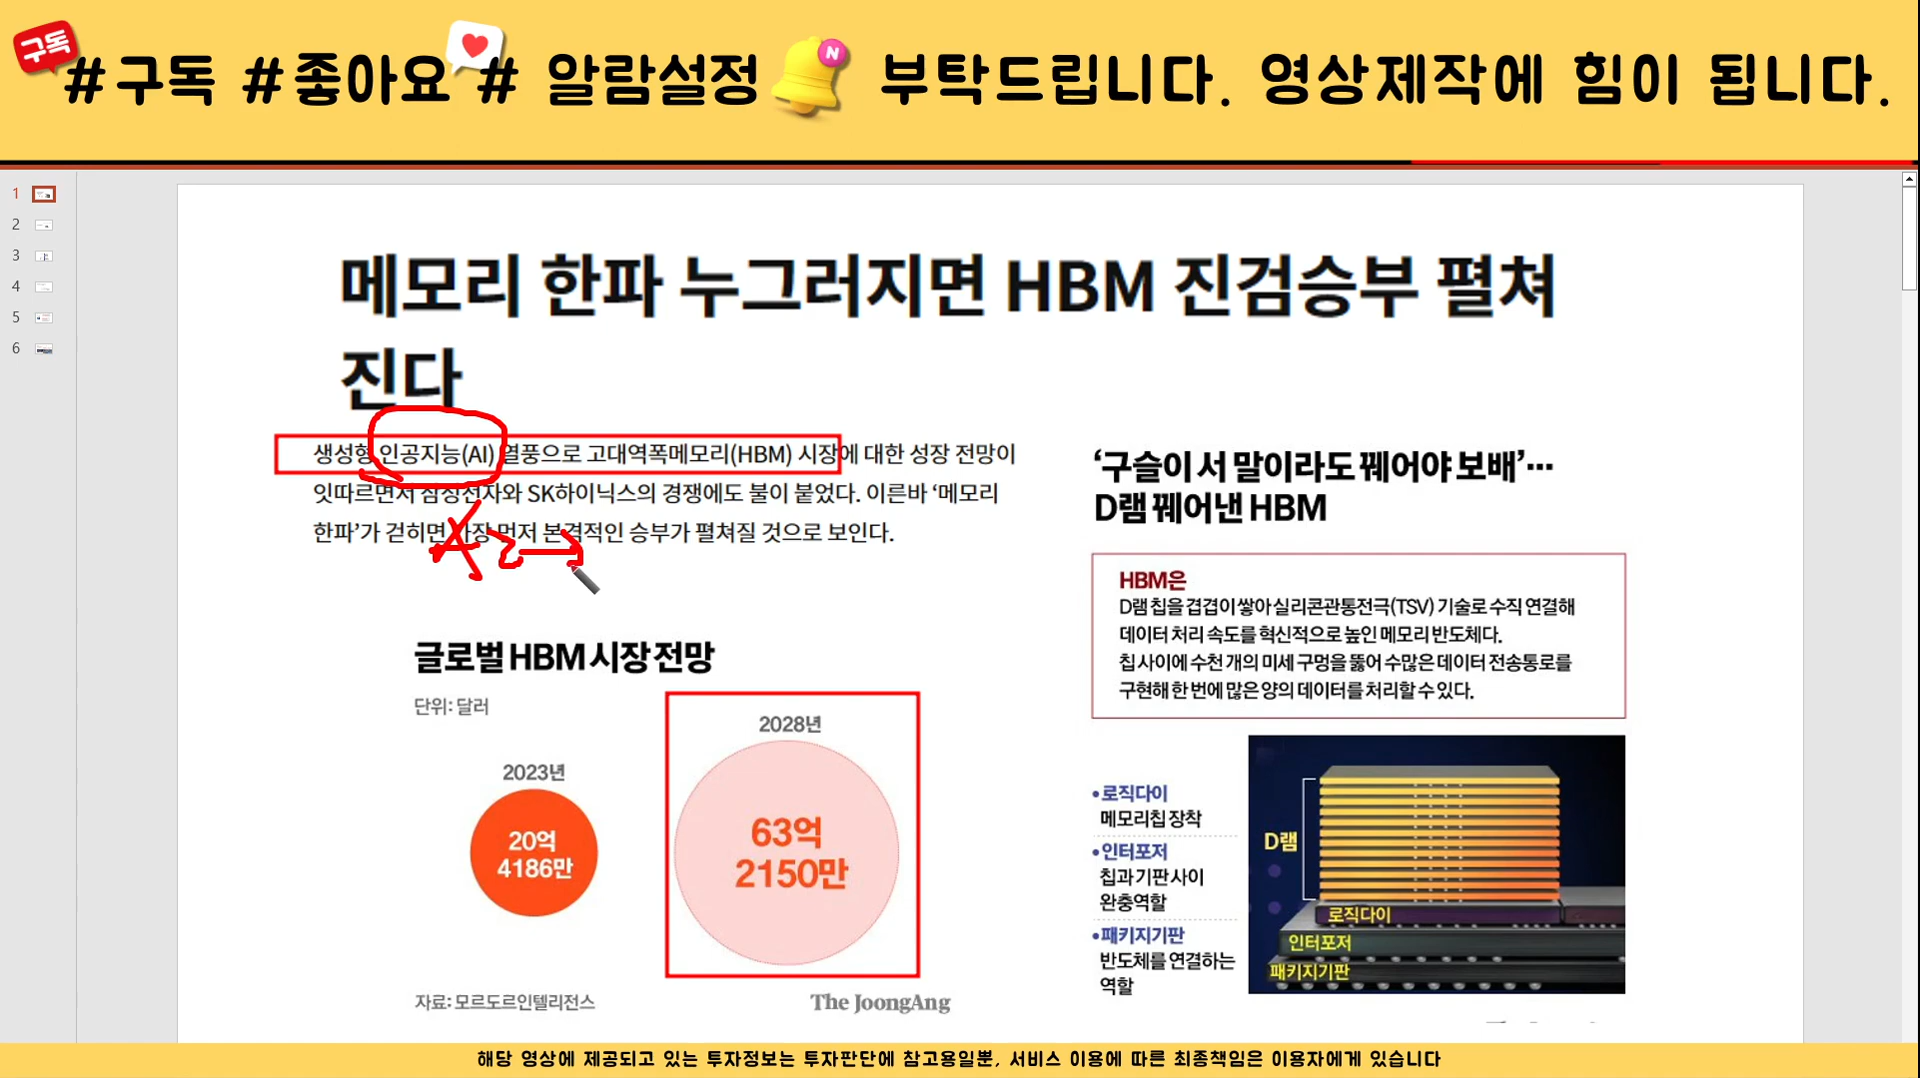 구독
#구독 #좋아요 # 알람설정 N 부탁드립니다. 영상제작에 힘이 됩니다.
1
2
3
4
5
6
메모리 한파 누그러지면 HBM 진검승부 펼쳐
진다
생성형 인공지능(AI) 열풍으로 고대역폭메모리(HBM) 시장에 대한 성장 전망이
잇따르면서 삼성전자와 SK하이닉스의 경쟁에도 불이 붙었다. 이른바 ‘메모리
한파’가 걷히면 가장 먼저 본격적인 승부가 펼쳐질 것으로 보인다.
글로벌 HBM 시장 전망
단위: 달러
2023년
20억
4186만
2028년
63억
2150만
자료: 모르도르인텔리전스
The JoongAng
‘구슬이 서 말이라도 꿰어야 보배’…
D램 꿰어낸 HBM
HBM은
D램 칩을 겹겹이 쌓아 실리콘관통전극(TSV) 기술로 수직 연결해
데이터 처리 속도를 혁신적으로 높인 메모리 반도체다.
칩 사이에 수천 개의 미세 구멍을 뚫어 수많은 데이터 전송통로를
구현해 한 번에 많은 양의 데이터를 처리할 수 있다.
•로직다이
메모리칩 장착
•인터포저
칩과 기판 사이
완충역할
•패키지기판
반도체를 연결하는
역할
D램
로직다이
인터포저
패키지기판
해당 영상에 제공되고 있는 투자정보는 투자판단에 참고용일뿐, 서비스 이용에 따른 최종책임은 이용자에게 있습니다